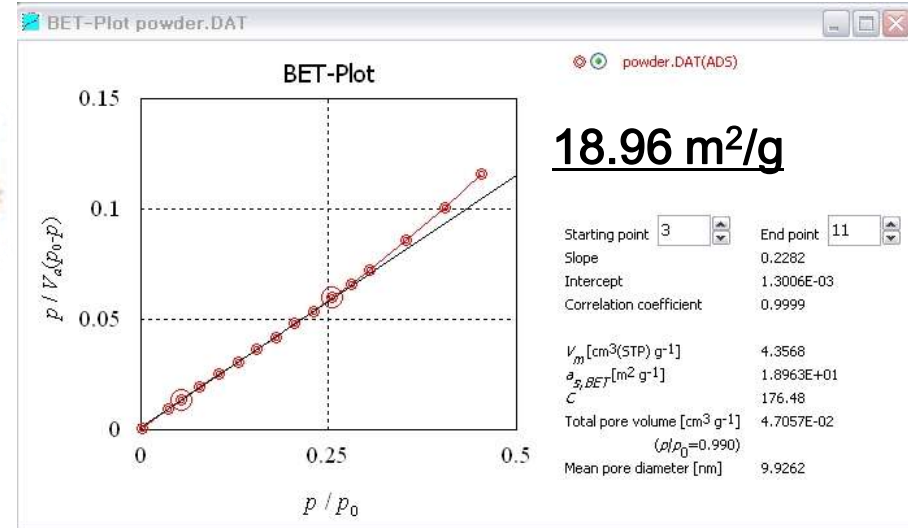 BET-Plot powder.DAT
BET-Plot
powder.DAT(ADS)
18.96 m²/g
0.15
0.1
0.05
0
0
0.25
0.5
p / Vₐ(p₀-p)
p / p₀
Starting point 3 End point 11
Slope 0.2282
Intercept 1.3006E-03
Correlation coefficient 0.9999
Vₘ[cm³(STP) g⁻¹] 4.3568
a s,BET[m² g⁻¹] 1.8963E+01
C 176.48
Total pore volume [cm³ g⁻¹] 4.7057E-02
(p/p₀=0.990)
Mean pore diameter [nm] 9.9262